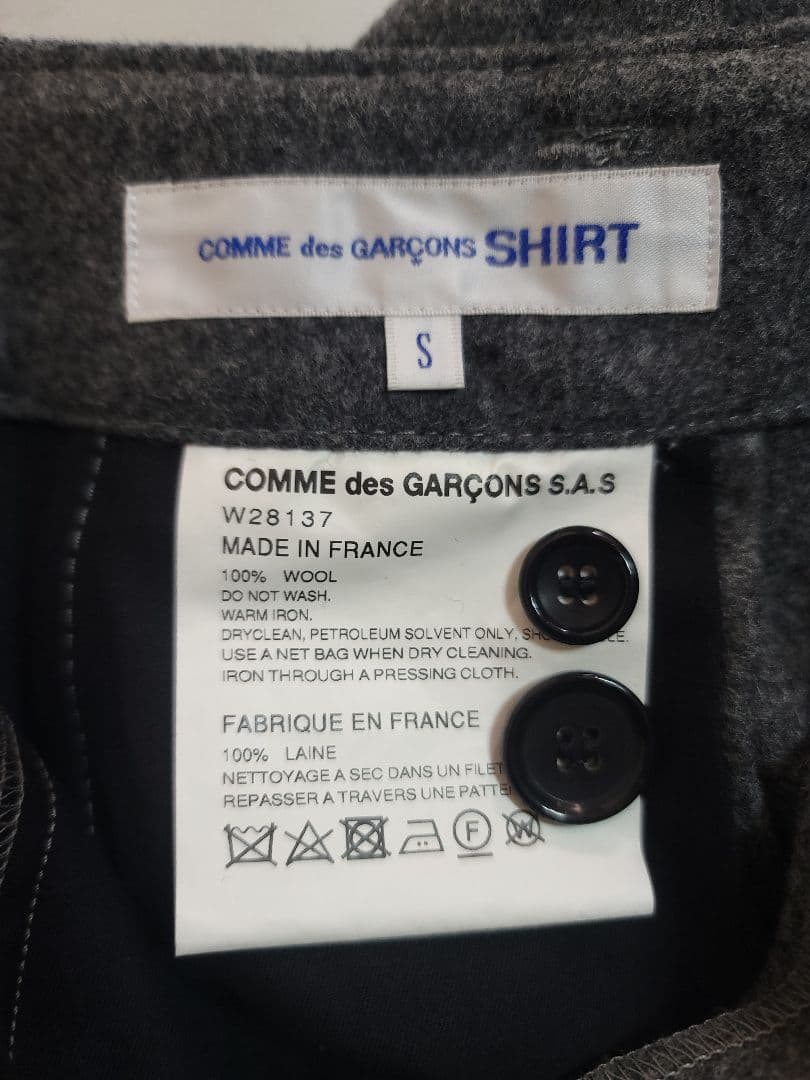 COMME des GARÇONS SHIRT
S
COMME des GARÇONS S.A.S
W28137
MADE IN FRANCE
100% WOOL
DO NOT WASH.
WARM IRON.
DRYCLEAN, PETROLEUM SOLVENT ONLY,
USE A NET BAG WHEN DRY CLEANING.
IRON THROUGH A PRESSING CLOTH.
FABRIQUE EN FRANCE
100% LAINE
NETTOYAGE A SEC DANS UN FILET
REPASSER A TRAVERS UNE
F W